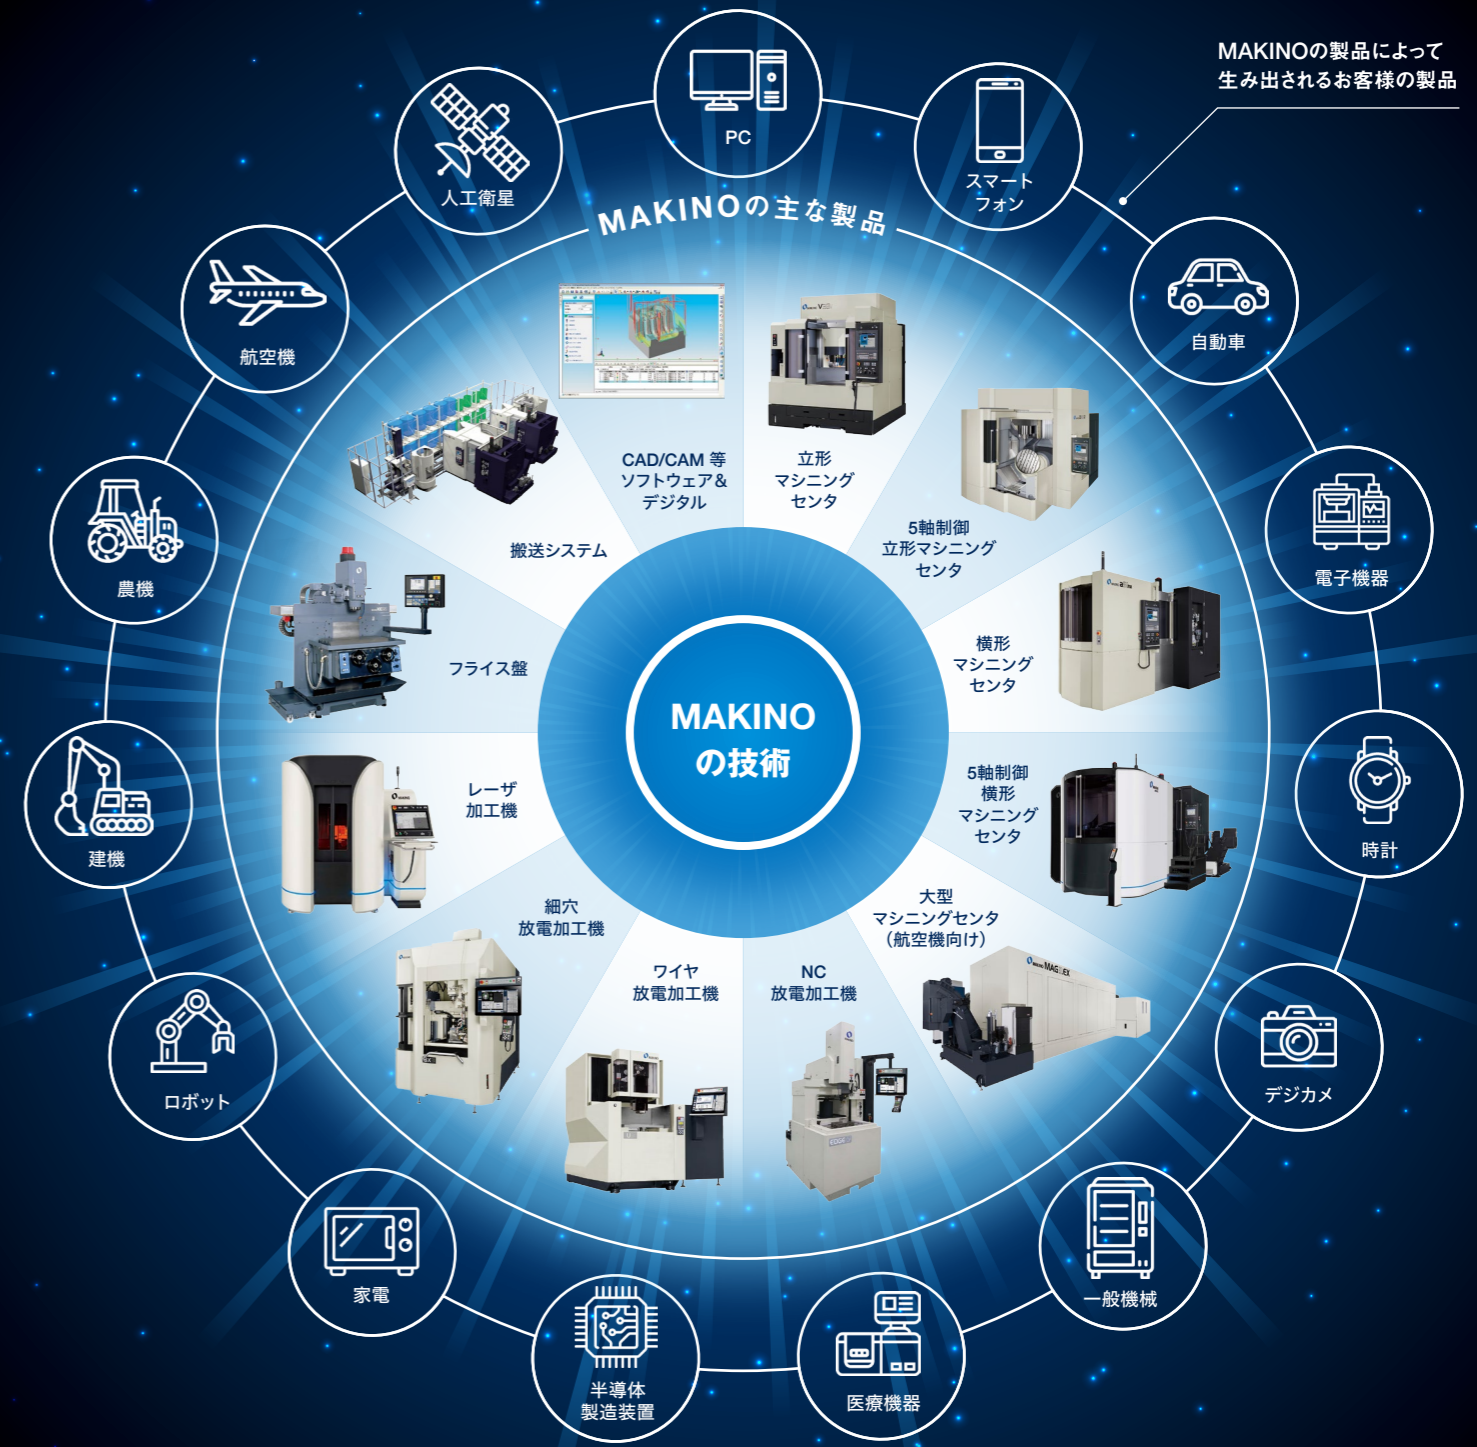 MAKINOの製品によって
生み出されるお客様の製品
PC
スマート
フォン
自動車
電子機器
時計
デジカメ
一般機械
医療機器
半導体
製造装置
家電
ロボット
建機
農機
航空機
人工衛星
MAKINOの主な製品
立形
マシニング
センタ
5軸制御
立形マシニング
センタ
横形
マシニング
センタ
5軸制御
横形
マシニング
センタ
大型
マシニングセンタ
（航空機向け）
MAG
EX
NC
放電加工機
EDGE
ワイヤ
放電加工機
細穴
放電加工機
レーザ
加工機
フライス盤
搬送システム
CAD/CAM 等
ソフトウェア&
デジタル
MAKINO
の技術